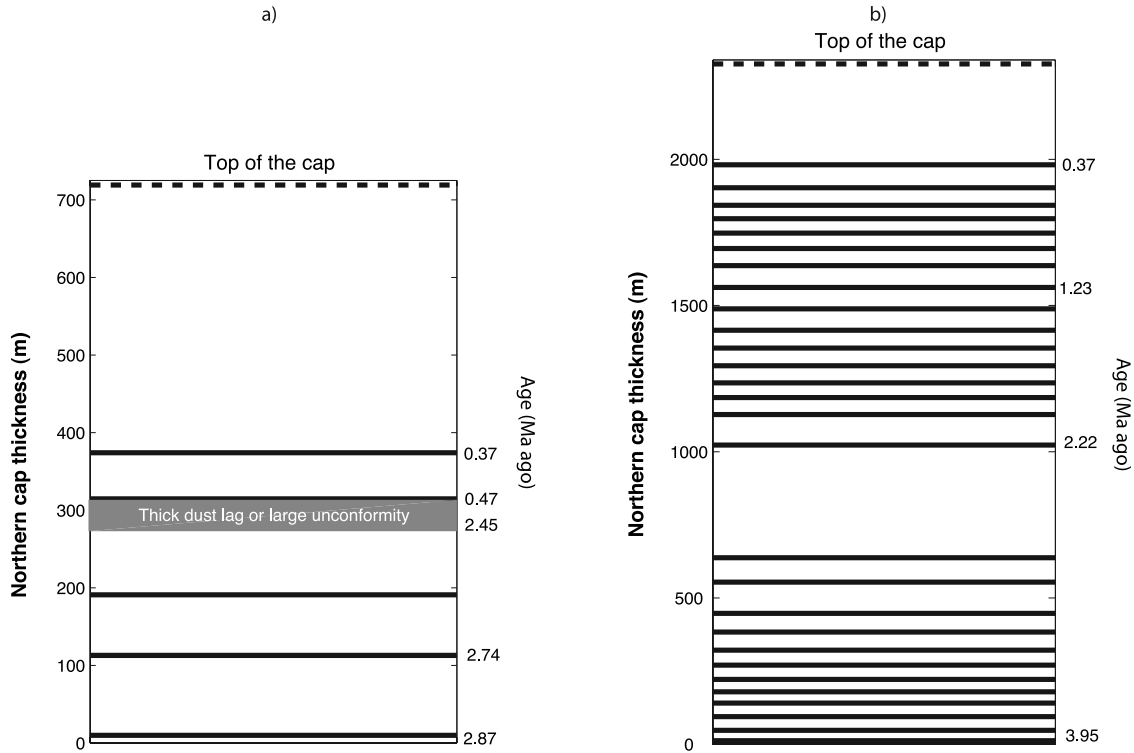 a)
Top of the cap
Northern cap thickness (m)
700
600
500
400
300
200
100
0
0.37
0.47
Thick dust lag or large unconformity
2.45
2.74
2.87
Age (Ma ago)
b)
Top of the cap
Northern cap thickness (m)
2000
1500
1000
500
0
0.37
1.23
2.22
3.95
Age (Ma ago)